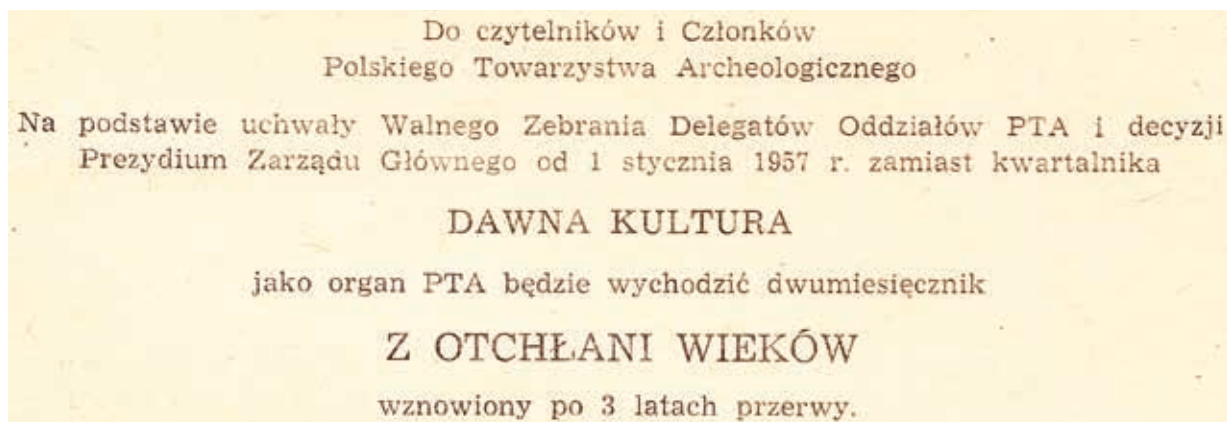 Do czytelników i Członków
Polskiego Towarzystwa Archeologicznego
Na podstawie uchwały Walnego Zebrania Delegatów Oddziałów PTA i decyzji
Prezydium Zarządu Głównego od 1 stycznia 1957 r. zamiast kwartalnika
DAWNA KULTURA
jako organ PTA będzie wychodzić dwumiesięcznik
Z OTCHŁANI WIEKÓW
wznowiony po 3 latach przerwy.